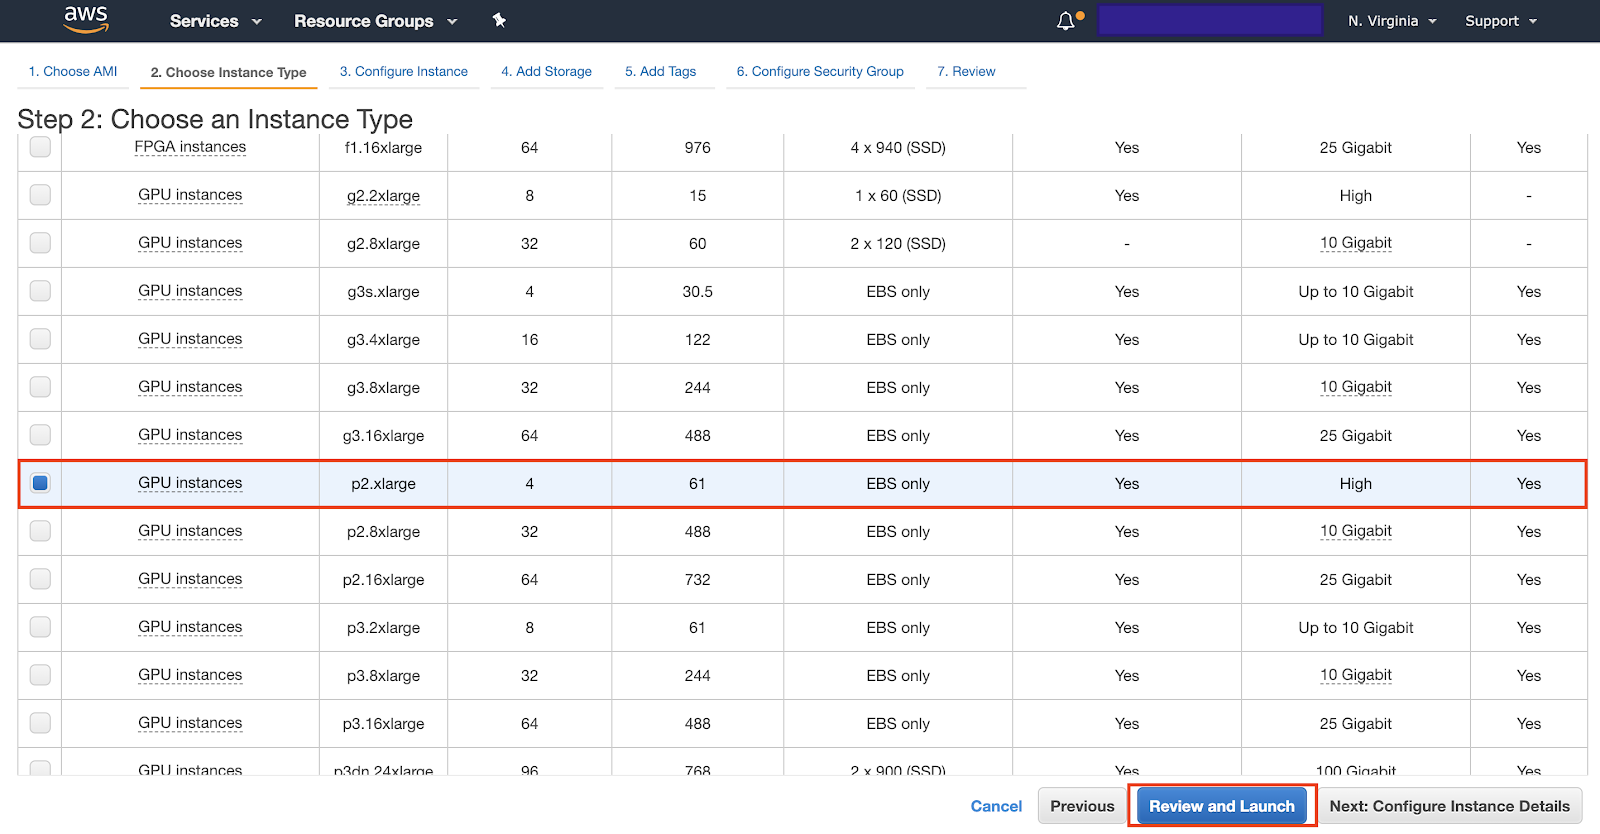 aws Services Resource Groups N. Virginia Support
1. Choose AMI 2. Choose Instance Type 3. Configure Instance 4. Add Storage 5. Add Tags 6. Configure Security Group 7. Review
Step 2: Choose an Instance Type
FPGA instances f1.16xlarge 64 976 4 x 940 (SSD) Yes 25 Gigabit Yes
GPU instances g2.2xlarge 8 15 1 x 60 (SSD) Yes High -
GPU instances g2.8xlarge 32 60 2 x 120 (SSD) - 10 Gigabit -
GPU instances g3s.xlarge 4 30.5 EBS only Yes Up to 10 Gigabit Yes
GPU instances g3.4xlarge 16 122 EBS only Yes Up to 10 Gigabit Yes
GPU instances g3.8xlarge 32 244 EBS only Yes 10 Gigabit Yes
GPU instances g3.16xlarge 64 488 EBS only Yes 25 Gigabit Yes
GPU instances p2.xlarge 4 61 EBS only Yes High Yes
GPU instances p2.8xlarge 32 488 EBS only Yes 10 Gigabit Yes
GPU instances p2.16xlarge 64 732 EBS only Yes 25 Gigabit Yes
GPU instances p3.2xlarge 8 61 EBS only Yes Up to 10 Gigabit Yes
GPU instances p3.8xlarge 32 244 EBS only Yes 10 Gigabit Yes
GPU instances p3.16xlarge 64 488 EBS only Yes 25 Gigabit Yes
GPU instances p3dn.24xlarge 96 768 2 x 900 (SSD) Yes 100 Gigabit Yes
Cancel Previous Review and Launch Next: Configure Instance Details